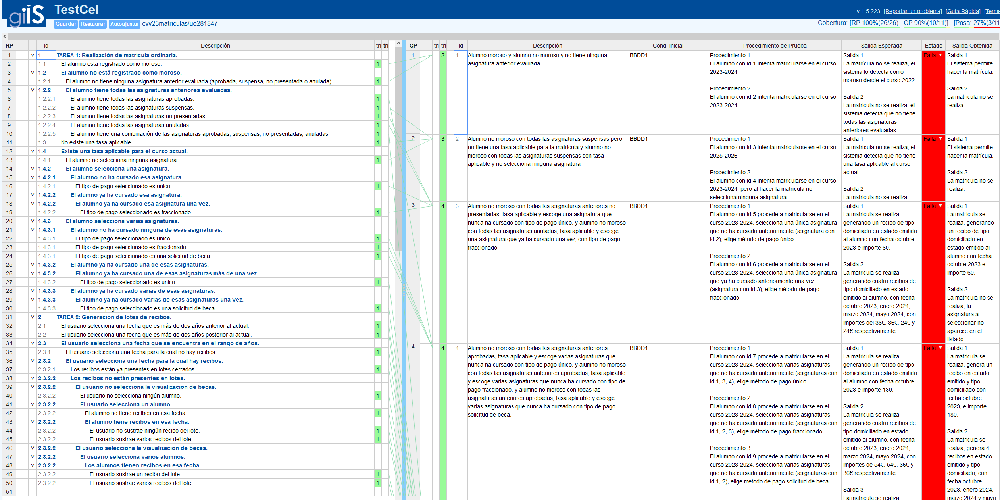 giiS
TestCel
v 1.5.223 [Reportar un problema] [Guía Rápida] [Terms
Guardar Restaurar Autoajustar cvv23matriculas/uo281847
Cobertura: [RP 100%(26/26) CP 90%(10/11)] [Pasa: 27%(3/11
RP id Descripción trr trr
1 v 1 TAREA 1: Realización de matrícula ordinaria.
2 1.1 El alumno está registrado como moroso. 1
3 v 1.2 El alumno no está registrado como moroso.
4 1.2.1 El alumno no tiene ninguna asignatura anterior evaluada (aprobada, suspensa, no presentada o anulada). 1
5 v 1.2.2 El alumno tiene todas las asignaturas anteriores evaluadas.
6 1.2.2.1 El alumno tiene todas las asignaturas aprobadas. 1
7 1.2.2.2 El alumno tiene todas las asignaturas suspensas. 1
8 1.2.2.3 El alumno tiene todas las asignaturas no presentadas. 1
9 1.2.2.4 El alumno tiene todas las asignaturas anuladas. 1
10 1.2.2.5 El alumno tiene una combinación de las asignaturas aprobadas, suspensas, no presentadas, anuladas. 1
11 1.3 No existe una tasa aplicable. 1
12 v 1.4 Existe una tasa aplicable para el curso actual.
13 1.4.1 El alumno no selecciona ninguna asignatura. 1
14 v 1.4.2 El alumno selecciona una asignatura.
15 v 1.4.2.1 El alumno no ha cursado esa asignatura.
16 1.4.2.1 El tipo de pago seleccionado es unico. 1
17 v 1.4.2.2 El alumno ya ha cursado esa asignatura.
18 v 1.4.2.2 El alumno ya ha cursado esa asignatura una vez.
19 1.4.2.2 El tipo de pago seleccionado es fraccionado. 1
20 v 1.4.3 El alumno selecciona varias asignaturas.
21 v 1.4.3.1 El alumno no ha cursado ninguna de esas asignaturas.
22 1.4.3.1 El tipo de pago seleccionado es unico. 1
23 1.4.3.1 El tipo de pago seleccionado es fraccionado. 1
24 1.4.3.1 El tipo de pago seleccionado es una solicitud de beca. 1
25 v 1.4.3.2 El alumno ya ha cursado una de esas asignaturas.
26 v 1.4.3.2 El alumno ya ha cursado una de esas asignaturas más de una vez.
27 1.4.3.2 El tipo de pago seleccionado es unico. 1
28 v 1.4.3.3 El alumno ya ha cursado varias de esas asignaturas.
29 v 1.4.3.3 El alumno ya ha cursado varias de esas asignaturas una vez.
30 1.4.3.3 El tipo de pago seleccionado es una solicitud de beca. 1
31 v 2 TAREA 2: Generación de lotes de recibos.
32 2.1 El usuario selecciona una fecha que es más de dos años anterior al actual. 1
33 2.2 El usuario selecciona una fecha que es más de dos años posterior al actual. 1
34 v 2.3 El usuario selecciona una fecha que se encuentra en el rango de años.
35 2.3.1 El usuario selecciona una fecha para la cual no hay recibos. 1
36 v 2.3.2 El usuario selecciona una fecha para la cual hay recibos.
37 2.3.2.1 Los recibos están ya presentes en lotes cerrados. 1
38 v 2.3.2.2 Los recibos no están presentes en lotes.
39 v 2.3.2.2 El usuario no selecciona la visualización de becas.
40 2.3.2.2 El usuario no selecciona ningún alumno. 1
41 v 2.3.2.2 El usuario selecciona un alumno.
42 2.3.2.2 El alumno no tiene recibos en esa fecha. 1
43 v 2.3.2.2 El alumno tiene recibos en esa fecha.
44 2.3.2.2 El usuario no sustrae ningún recibo del lote. 1
45 2.3.2.2 El usuario sustrae varios recibos del lote. 1
46 v 2.3.2.2 El usuario selecciona la visualización de becas.
47 v 2.3.2.2 El usuario selecciona varios alumnos.
48 v 2.3.2.2 Los alumnos tienen recibos en esa fecha.
49 2.3.2.2 El usuario sustrae un recibo del lote. 1
50 2.3.2.2 El usuario sustrae varios recibos del lote. 1
51
CP trl trl id Descripción Cond. Inicial Procedimiento de Prueba Salida Esperada Estado Salida Obtenida
1 2 1
Alumno moroso y alumno no moroso y no tiene ninguna
asignatura anterior evaluada
BBDD1
Procedimiento 1
El alumno con id 1 intenta matricularse en el curso
2023-2024.
Procedimiento 2
El alumno con id 2 intenta matricularse en el curso
2023-2024.
Salida 1
La matrícula no se realiza, el
sistema lo detecta como
moroso desde el curso 2022.
Salida 2
La matricula no se realiza, el
sistema detecta que no tiene
todas las asignaturas
anteriores evaluadas.
Falla
Salida 1
El sistema permite
hacer la matrícula.
Salida 2
La matricula no se
realiza.
2 3 2
Alumno no moroso con todas las asignaturas suspensas pero
no tiene una tasa aplicable para la matricula y alumno no
moroso con todas las asignaturas suspensas con tasa
aplicable y no selecciona ninguna asignatura
BBDD1
Procedimiento 1
El alumno con id 3 intenta matricularse en el curso
2025-2026.
Procedimiento 2
El alumno con id 4 intenta matricularse en el curso
2023-2024, pero al hacer la matrícula no
selecciona ninguna asignatura
Salida 1
La matrícula no se realiza, el
sistema detecta que no tiene
una tasa aplicable al curso
actual.
Salida 2
La matricula no se realiza.
Falla
Salida 1
El sistema permite
hacer la matrícula.
Salida 2.
La matricula no se
realiza.
3 4 3
Alumno no moroso con todas las asignaturas anteriores no
presentadas, tasa aplicable y escoge una asignatura que
nunca ha cursado con tipo de pago único, y alumno no moroso
con todas las asignaturas anuladas, tasa aplicable y escoge
una asignatura que ya ha cursado una vez, con tipo de pago
fraccionado.
BBDD1
Procedimiento 1
El alumno con id 5 procede a matricularse en el
curso 2023-2024, selecciona una única asignatura
que no ha cursado anteriormente (asignatura con
id 2), elige método de pago único.
Procedimiento 2
El alumno con id 6 procede a matricularse en el
curso 2023-2024, selecciona una única asignatura
que ya ha cursado anteriormente una vez
(asignatura con id 3), elige método de pago
fraccionado.
Salida 1
La matricula se realiza,
generando un recibo de tipo
domiciliado en estado emitido
al alumno con fecha octubre
2023 e importe 60.
Salida 2
La matricula se realiza,
generando cuatro recibos de
tipo domiciliado en estado
emitido al alumno, con fecha
octubre 2023, enero 2024,
marzo 2024, mayo 2024, con
importes del 36€, 36€, 24€ y
24€ respectivamente.
Falla
Salida 1
La matricula se
realiza, generando
un recibo de tipo
domiciliado en
estado emitido al
alumno con fecha
octubre 2023 e
importe 60.
Salida 2
La matricula no se
realiza, la
asignatura a
seleccionar no
aparece en el
listado.
4 4 4
Alumno no moroso con todas las asignaturas anteriores
aprobadas, tasa aplicable y escoge varias asignaturas que
nunca ha cursado con tipo de pago único, y alumno no moroso
con todas las asignaturas anteriores aprobadas, tasa aplicable
y escoge varias asignaturas que nunca ha cursado con tipo de
pago fraccionado, y alumno no moroso con todas las
asignaturas anteriores aprobadas, tasa aplicable y escoge
varias asignaturas que nunca ha cursado con tipo de pago
solicitud de beca.
BBDD1
Procedimiento 1
El alumno con id 7 procede a matricularse en el
curso 2023-2024, selecciona varias asignaturas
que no ha cursado anteriormente (asignaturas con
id 1, 3, 4), elige método de pago único.
Procedimiento 2
El alumno con id 8 procede a matricularse en el
curso 2023-2024, selecciona varias asignaturas
que no ha cursado anteriormente (asignaturas con
id 1, 2, 3), elige método de pago fraccionado.
Procedimiento 3
El alumno con id 9 procede a matricularse en el
curso 2023-2024, selecciona varias asignaturas
que no ha cursado anteriormente (asignaturas con
id 1, 2), elige método de pago solicitud de beca.
Salida 1
La matricula se realiza,
generando un recibo de tipo
domiciliado en estado emitido
al alumno con fecha octubre
2023 e importe 180.
Salida 2
La matricula se realiza,
generando cuatro recibos de
tipo domiciliado en estado
emitido al alumno, con fecha
octubre 2023, enero 2024,
marzo 2024, mayo 2024, con
importes de 54€, 54€, 36€ y
36€ respectivamente.
Salida 3
La matricula se realiza
Falla
Salida 1
La matricula se
realiza, genera un
recibo en estado
emitido y tipo
domiciliado con
fecha octubre
2023, e importe
180.
Salida 2
La matricula se
realiza, genera 4
recibos en estado
emitido y tipo
domiciliado, con
fecha octubre
2023, enero 2024,
marzo 2024 y mayo